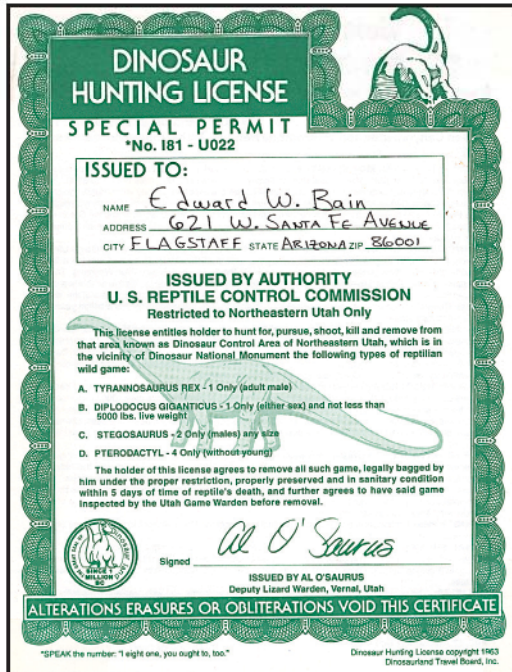 DINOSAUR
HUNTING LICENSE
SPECIAL PERMIT
*No. I81 - U022
ISSUED TO:
NAME Edward W. Bain
ADDRESS 621 W. SANTA FE AVENUE
CITY FLAGSTAFF STATE ARIZONA ZIP 86001
ISSUED BY AUTHORITY
U. S. REPTILE CONTROL COMMISSION
Restricted to Northeastern Utah Only
This license entitles holder to hunt for, pursue, shoot, kill and remove from
that area known as Dinosaur Control Area of Northeastern Utah, which is in
the vicinity of Dinosaur National Monument the following types of reptilian
wild game:
A. TYRANNOSAURUS REX - 1 Only (adult male)
B. DIPLODOCUS GIGANTICUS - 1 Only (either sex) and not less than
5000 lbs. live weight
C. STEGOSAURUS - 2 Only (males) any size
D. PTERODACTYL - 4 Only (without young)
The holder of this license agrees to remove all such game, legally bagged by
him under the proper restriction, properly preserved and in sanitary condition
within 5 days of time of reptile's death, and further agrees to have said game
inspected by the Utah Game Warden before removal.
THE GREAT SEAL OF Dinosaur Land
SINCE 1
MILLION
BC
Signed Al O'Saurus
ISSUED BY AL O'SAURUS
Deputy Lizard Warden, Vernal, Utah
ALTERATIONS ERASURES OR OBLITERATIONS VOID THIS CERTIFICATE
*SPEAK the number: "I eight one, you ought to, too."
Dinosaur Hunting License copyright 1963
Dinosaurland Travel Board, Inc.